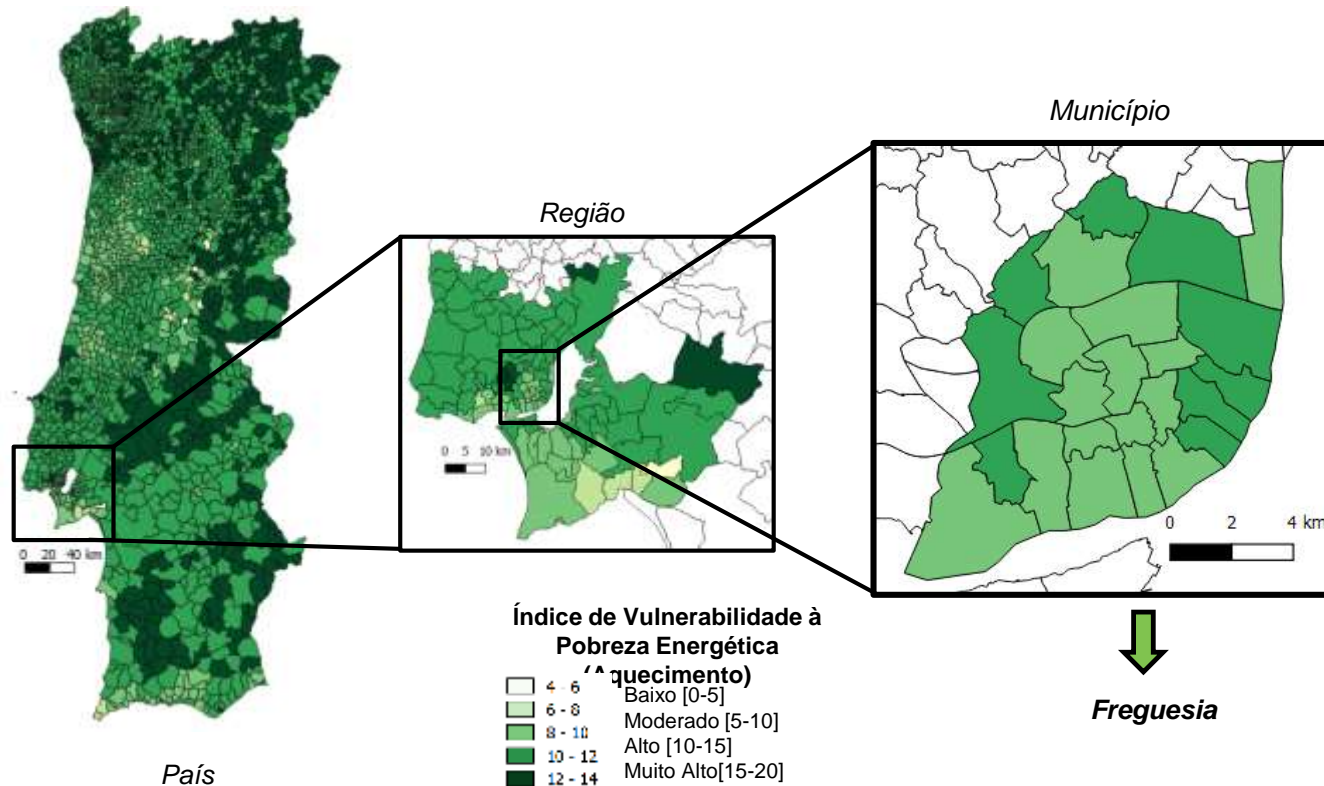 Município
Região
0 2 4 km
0 5 10 km
0 20 40 km
Índice de Vulnerabilidade à
Pobreza Energética
(Aquecimento)
4 - 6 Baixo [0-5]
6 - 8 Moderado [5-10]
8 - 10 Alto [10-15]
10 - 12 Muito Alto[15-20]
12 - 14
Freguesia
País